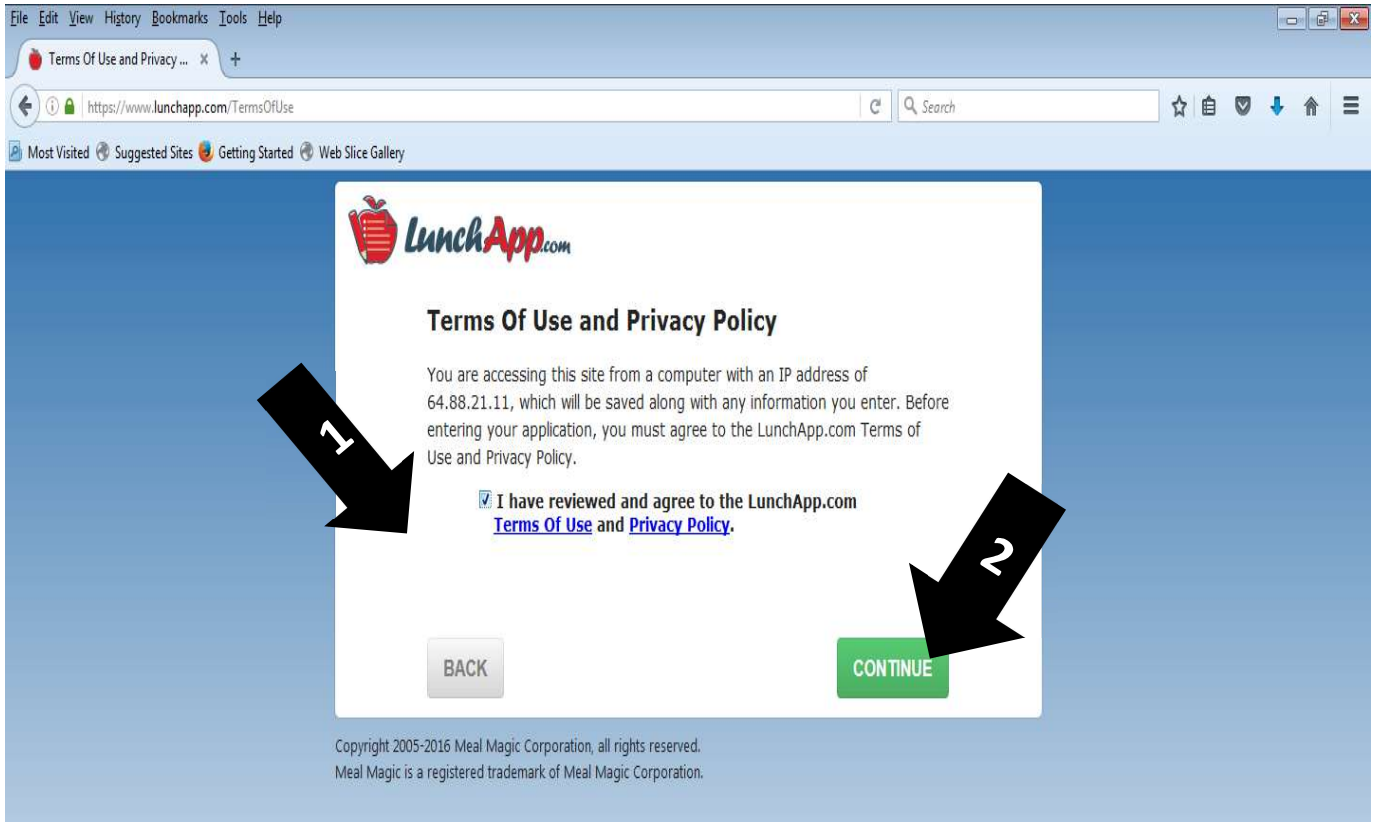 File Edit View History Bookmarks Tools Help
Terms Of Use and Privacy ... × +
https://www.lunchapp.com/TermsOfUse
Search
Most Visited Suggested Sites Getting Started Web Slice Gallery
LunchApp.com
Terms Of Use and Privacy Policy
You are accessing this site from a computer with an IP address of
64.88.21.11, which will be saved along with any information you enter. Before
entering your application, you must agree to the LunchApp.com Terms of
Use and Privacy Policy.
1
I have reviewed and agree to the LunchApp.com
Terms Of Use and Privacy Policy.
2
BACK
CONTINUE
Copyright 2005-2016 Meal Magic Corporation, all rights reserved.
Meal Magic is a registered trademark of Meal Magic Corporation.